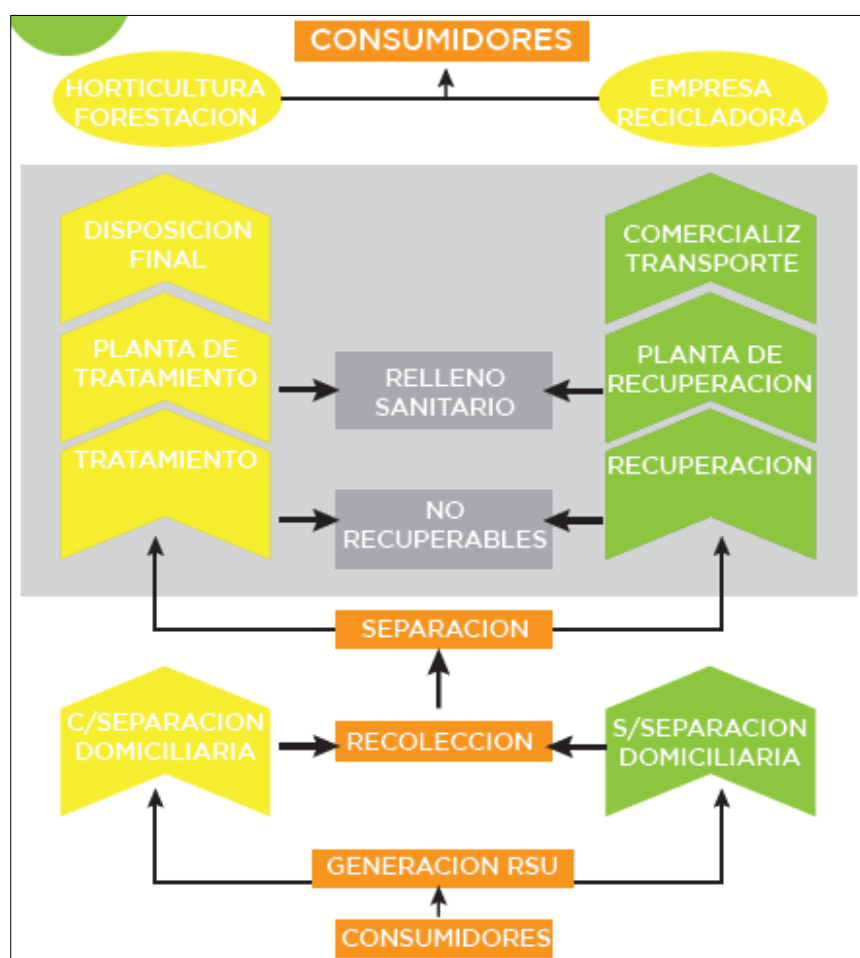 CONSUMIDORES
HORTICULTURA
FORESTACION
EMPRESA
RECICLADORA
DISPOSICION
FINAL
COMERCIALIZ
TRANSPORTE
PLANTA DE
TRATAMIENTO
RELLENO
SANITARIO
PLANTA DE
RECUPERACION
TRATAMIENTO
RECUPERACION
NO
RECUPERABLES
SEPARACION
C/SEPARACION
DOMICILIARIA
RECOLECCION
S/SEPARACION
DOMICILIARIA
GENERACION RSU
CONSUMIDORES